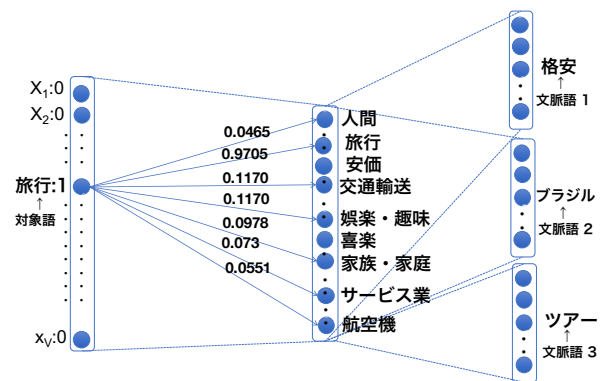 X1:0
X2:0
旅行:1
↑
対象語
xV:0
0.0465
0.9705
0.1170
0.1170
0.0978
0.073
0.0551
人間
旅行
安価
交通輸送
娯楽・趣味
喜楽
家族・家庭
サービス業
航空機
格安
↑
文脈語 1
ブラジル
↑
文脈語 2
ツアー
↑
文脈語 3